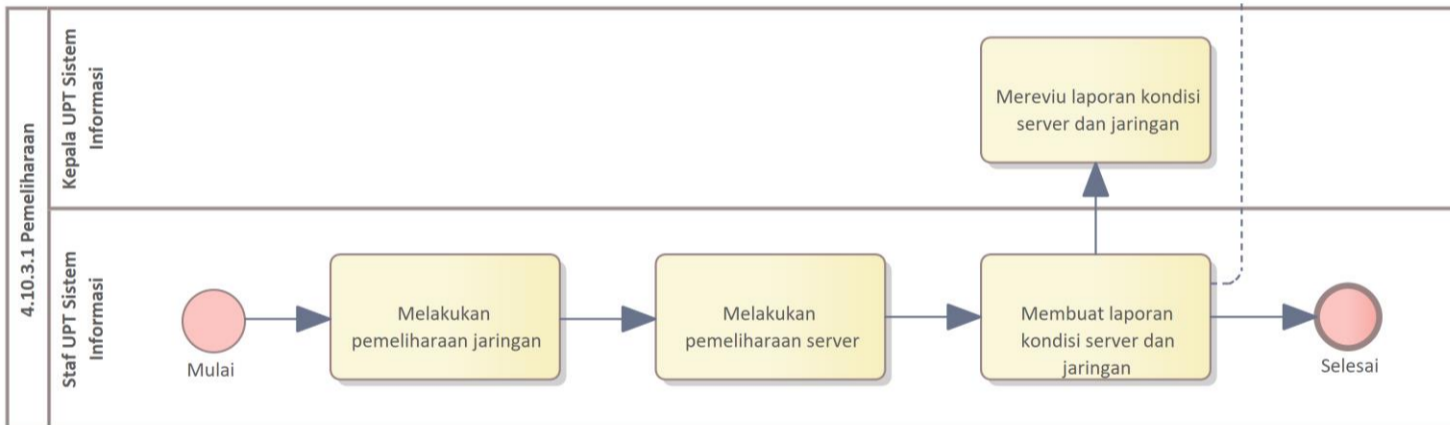 4.10.3.1 Pemeliharaan
Kepala UPT Sistem
Informasi
Mereviu laporan kondisi
server dan jaringan
Staf UPT Sistem
Informasi
Mulai
Melakukan
pemeliharaan jaringan
Melakukan
pemeliharaan server
Membuat laporan
kondisi server dan
jaringan
Selesai